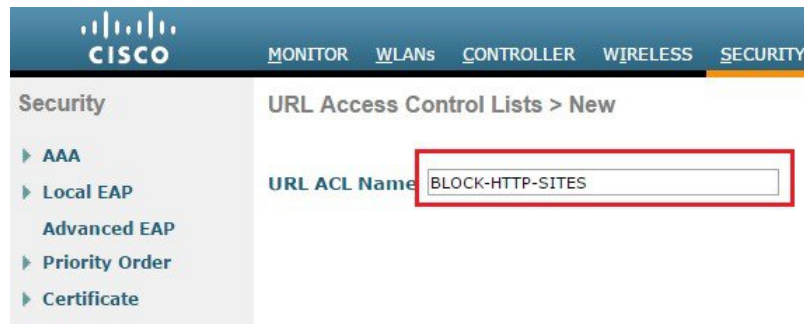 CISCO
MONITOR WLANs CONTROLLER WIRELESS SECURITY
Security
AAA
Local EAP
Advanced EAP
Priority Order
Certificate
URL Access Control Lists > New
URL ACL Name BLOCK-HTTP-SITES